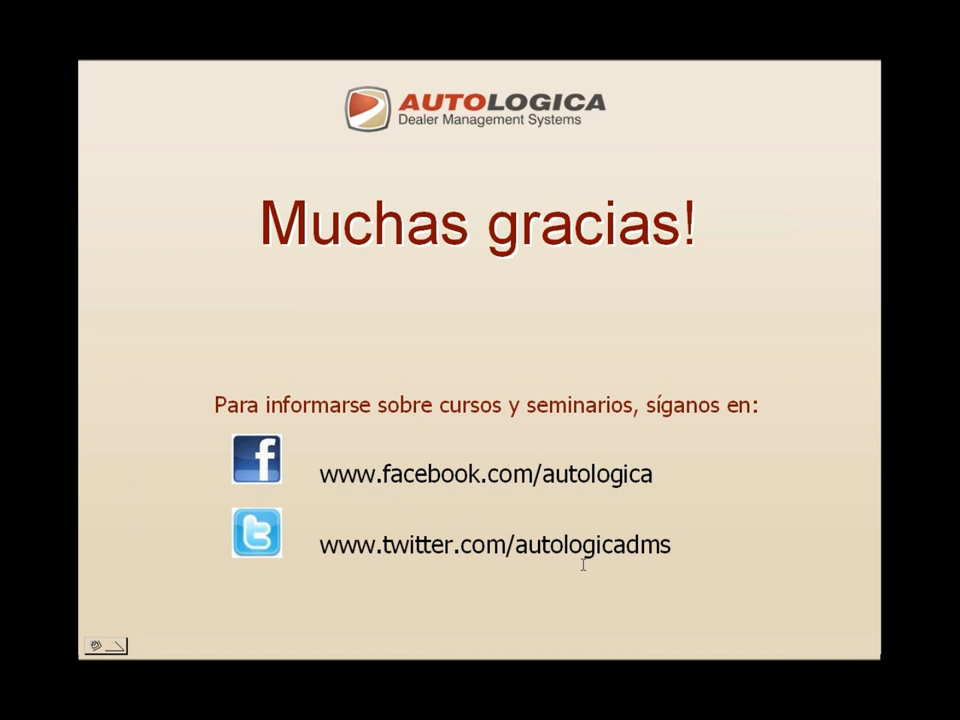 AUTOLOGICA
Dealer Management Systems
Muchas gracias!
Para informarse sobre cursos y seminarios, síganos en:
www.facebook.com/autologica
www.twitter.com/autologicadms